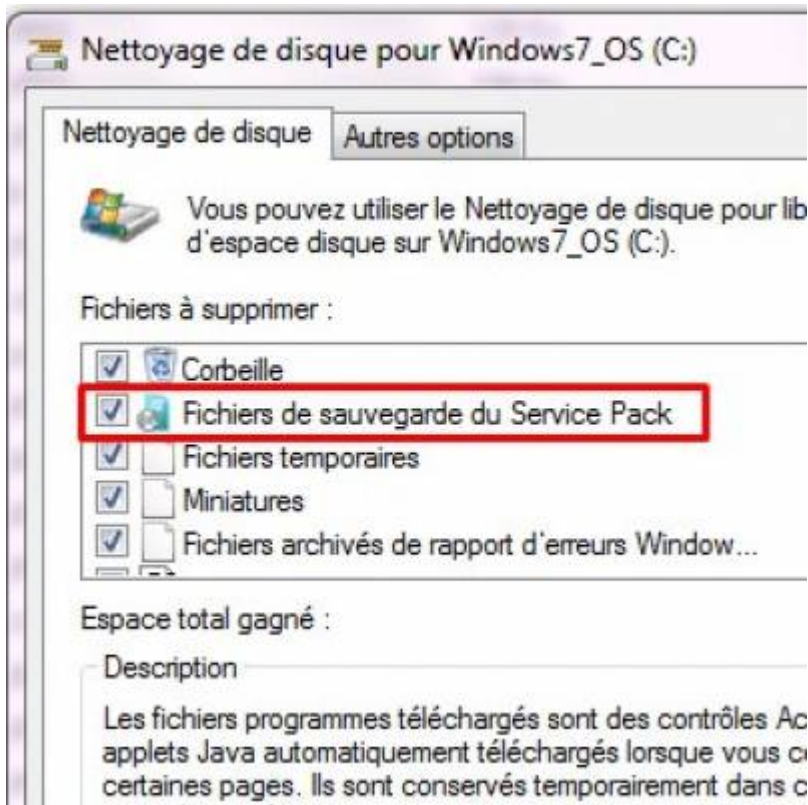 Nettoyage de disque pour Windows7_OS (C:)
Nettoyage de disque
Autres options
Vous pouvez utiliser le Nettoyage de disque pour lib
d'espace disque sur Windows7_OS (C:).
Fichiers à supprimer :
Corbeille
Fichiers de sauvegarde du Service Pack
Fichiers temporaires
Miniatures
Fichiers archivés de rapport d'erreurs Window...
Espace total gagné :
Description
Les fichiers programmes téléchargés sont des contrôles Ac
applets Java automatiquement téléchargés lorsque vous c
certaines pages. Ils sont conservés temporairement dans